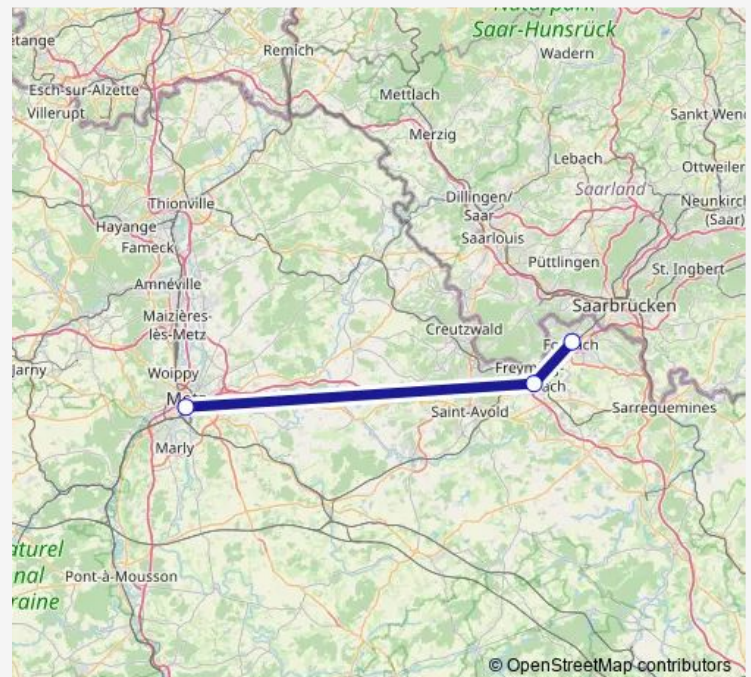 Naturpark
Saar-Hunsrück
etange
Remich
Wadern
Esch-sur-Alzette
Mettlach
Villerupt
Sankt Wend
Merzig
Lebach
Ottweiler
Thionville
Dillingen/
Saar
Saarland
Neunkirch
(Saar)
Hayange
Saarlouis
Fameck
Püttlingen
St. Ingbert
Amnéville
Saarbrücken
Maizières-
lès-Metz
Creutzwald
Jarny
Woippy
Saint-Avold
Sarreguemines
Marly
aturel
nal
raine
Pont-à-Mousson
© OpenStreetMap contributors